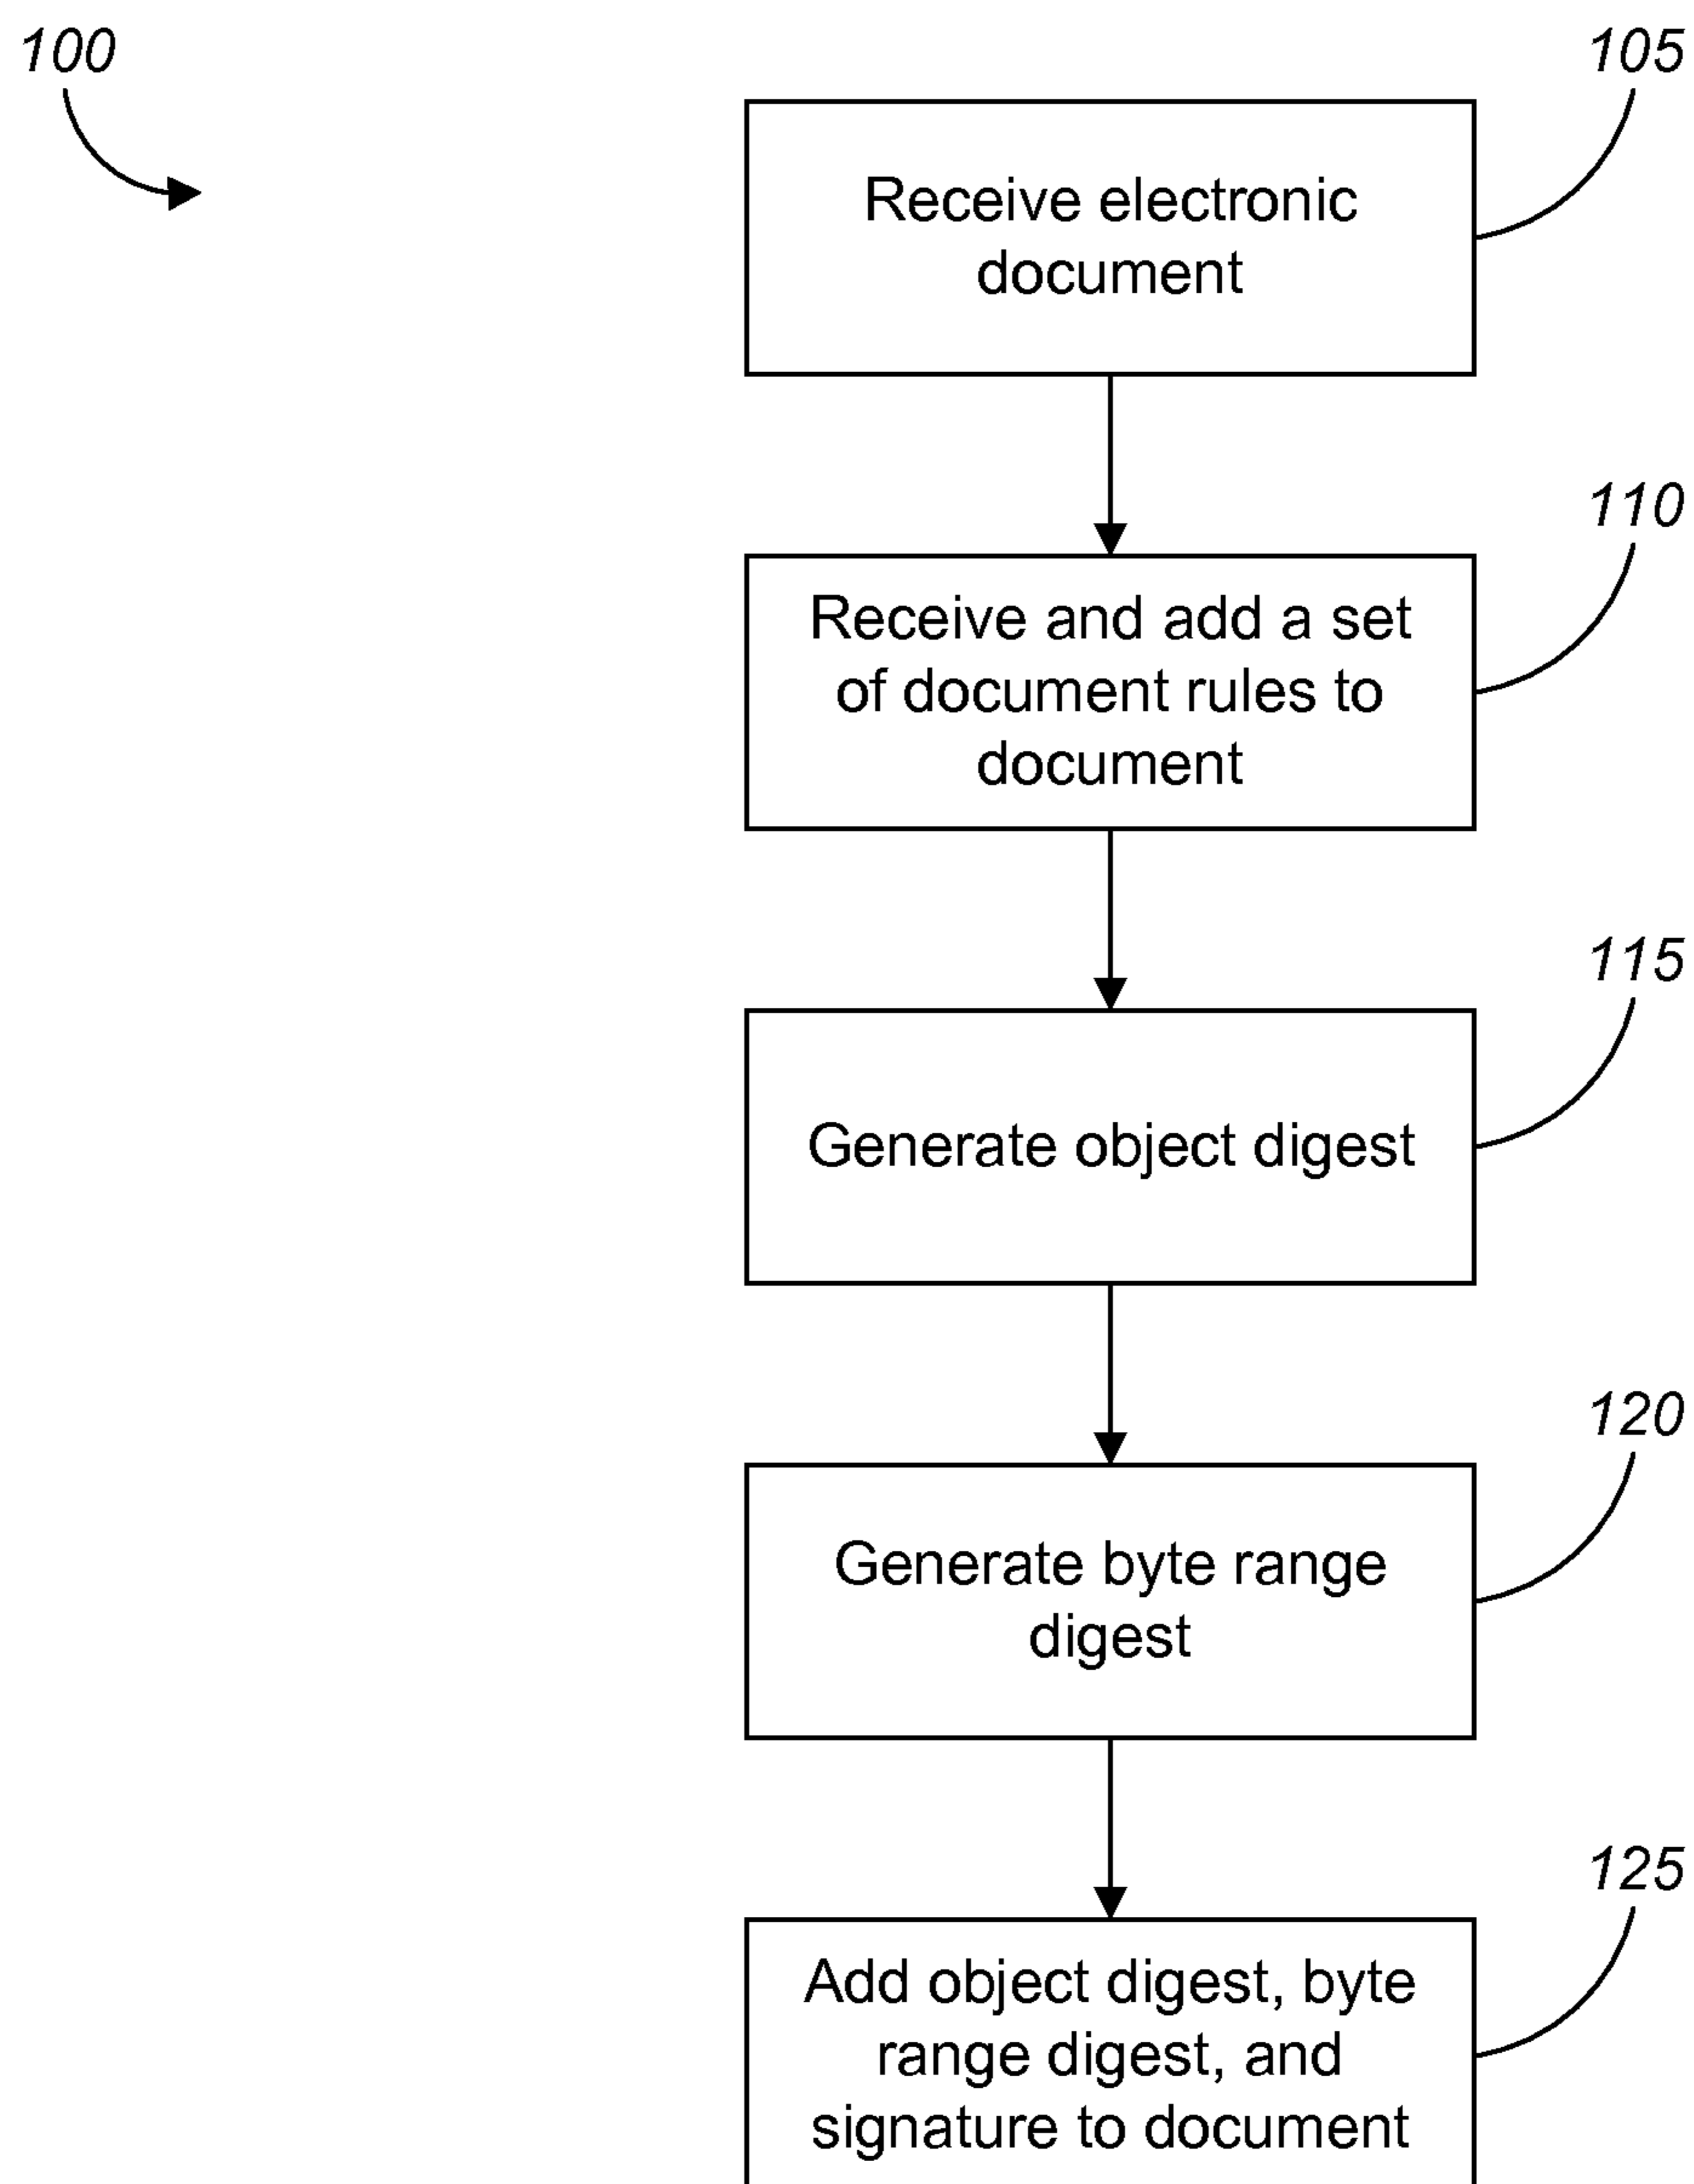 100
105
Receive electronic
document
110
Receive and add a set
of document rules to
document
115
Generate object digest
120
Generate byte range
digest
125
Add object digest, byte
range digest, and
signature to document